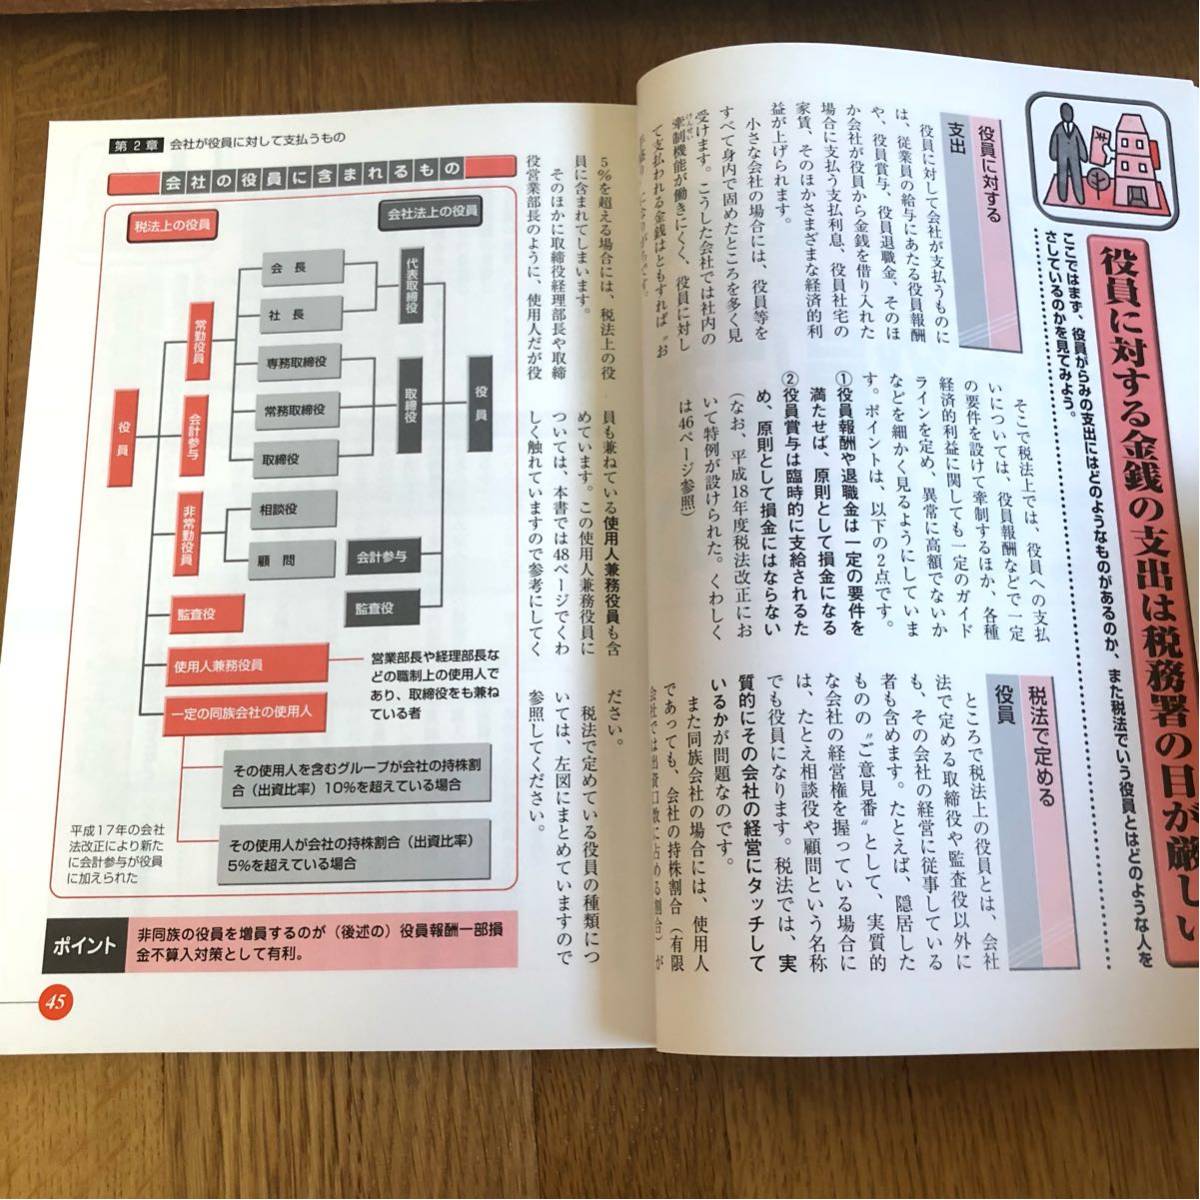 役員に対する金銭の支出は税務署の目が厳しい
ここではまず、役員がらみの支出にはどのようなものがあるのか、また税法でいう役員とはどのような人を
さしているのかを見てみよう。
役員に対する
支出
役員に対して会社が支払うものに
は、従業員の給与にあたる役員報酬
や、役員賞与、役員退職金、そのほ
か会社が役員から金銭を借り入れた
場合に支払う支払利息、役員社宅の
家賃、そのほかさまざまな経済的利
益が上げられます。
小さな会社の場合には、役員等を
すべて身内で固めたところを多く見
受けます。こうした会社では社内の
牽制機能が働きにくく、役員に対し
て支払われる金銭はともすれば〝お
そこで税法上では、役員への支払
いについては、役員報酬などで一定
の要件を設けて牽制するほか、各種
経済的利益に関しても一定のガイド
ラインを定め、異常に高額でないか
などを細かく見るようにしていま
す。ポイントは、以下の２点です。
①役員報酬や退職金は一定の要件を
満たせば、原則として損金になる
②役員賞与は臨時的に支給されるた
め、原則として損金にはならない
（なお、平成18年度税法改正にお
いて特例が設けられた。くわしく
は46ページ参照）
税法で定める
役員
ところで税法上の役員とは、会社
法で定める取締役や監査役以外に
も、その会社の経営に従事している
者も含めます。たとえば、隠居した
ものの〝ご意見番〟として、実質的
な会社の経営権を握っている場合に
は、たとえ相談役や顧問という名称
でも役員になります。税法では、実
質的にその会社の経営にタッチして
いるかが問題なのです。
また同族会社の場合には、使用人
であっても、会社の持株割合（有限
会社では出資口数に占める割合）が
5％を超える場合には、税法上の役
員に含まれてしまいます。
そのほかに取締役経理部長や取締
役営業部長のように、使用人だが役
員も兼ねている使用人兼務役員も含
めています。この使用人兼務役員に
ついては、本書では48ページでくわ
しく触れていますので参考にしてく
ださい。
税法で定めている役員の種類につ
いては、左図にまとめていますので
参照してください。
第２章 会社が役員に対して支払うもの
会社の役員に含まれるもの
税法上の役員
会社法上の役員
役員
常勤役員
会計参与
非常勤役員
監査役
使用人兼務役員
一定の同族会社の使用人
会長
社長
専務取締役
常務取締役
取締役
相談役
顧問
代表取締役
取締役
会計参与
監査役
役員
営業部長や経理部長な
どの職制上の使用人で
あり、取締役をも兼ね
ている者
その使用人を含むグループが会社の持株割
合（出資比率）10％を超えている場合
その使用人が会社の持株割合（出資比率）
5％を超えている場合
平成17年の会社
法改正により新た
に会計参与が役員
に加えられた
ポイント
非同族の役員を増員するのが（後述の）役員報酬一部損
金不算入対策として有利。
45